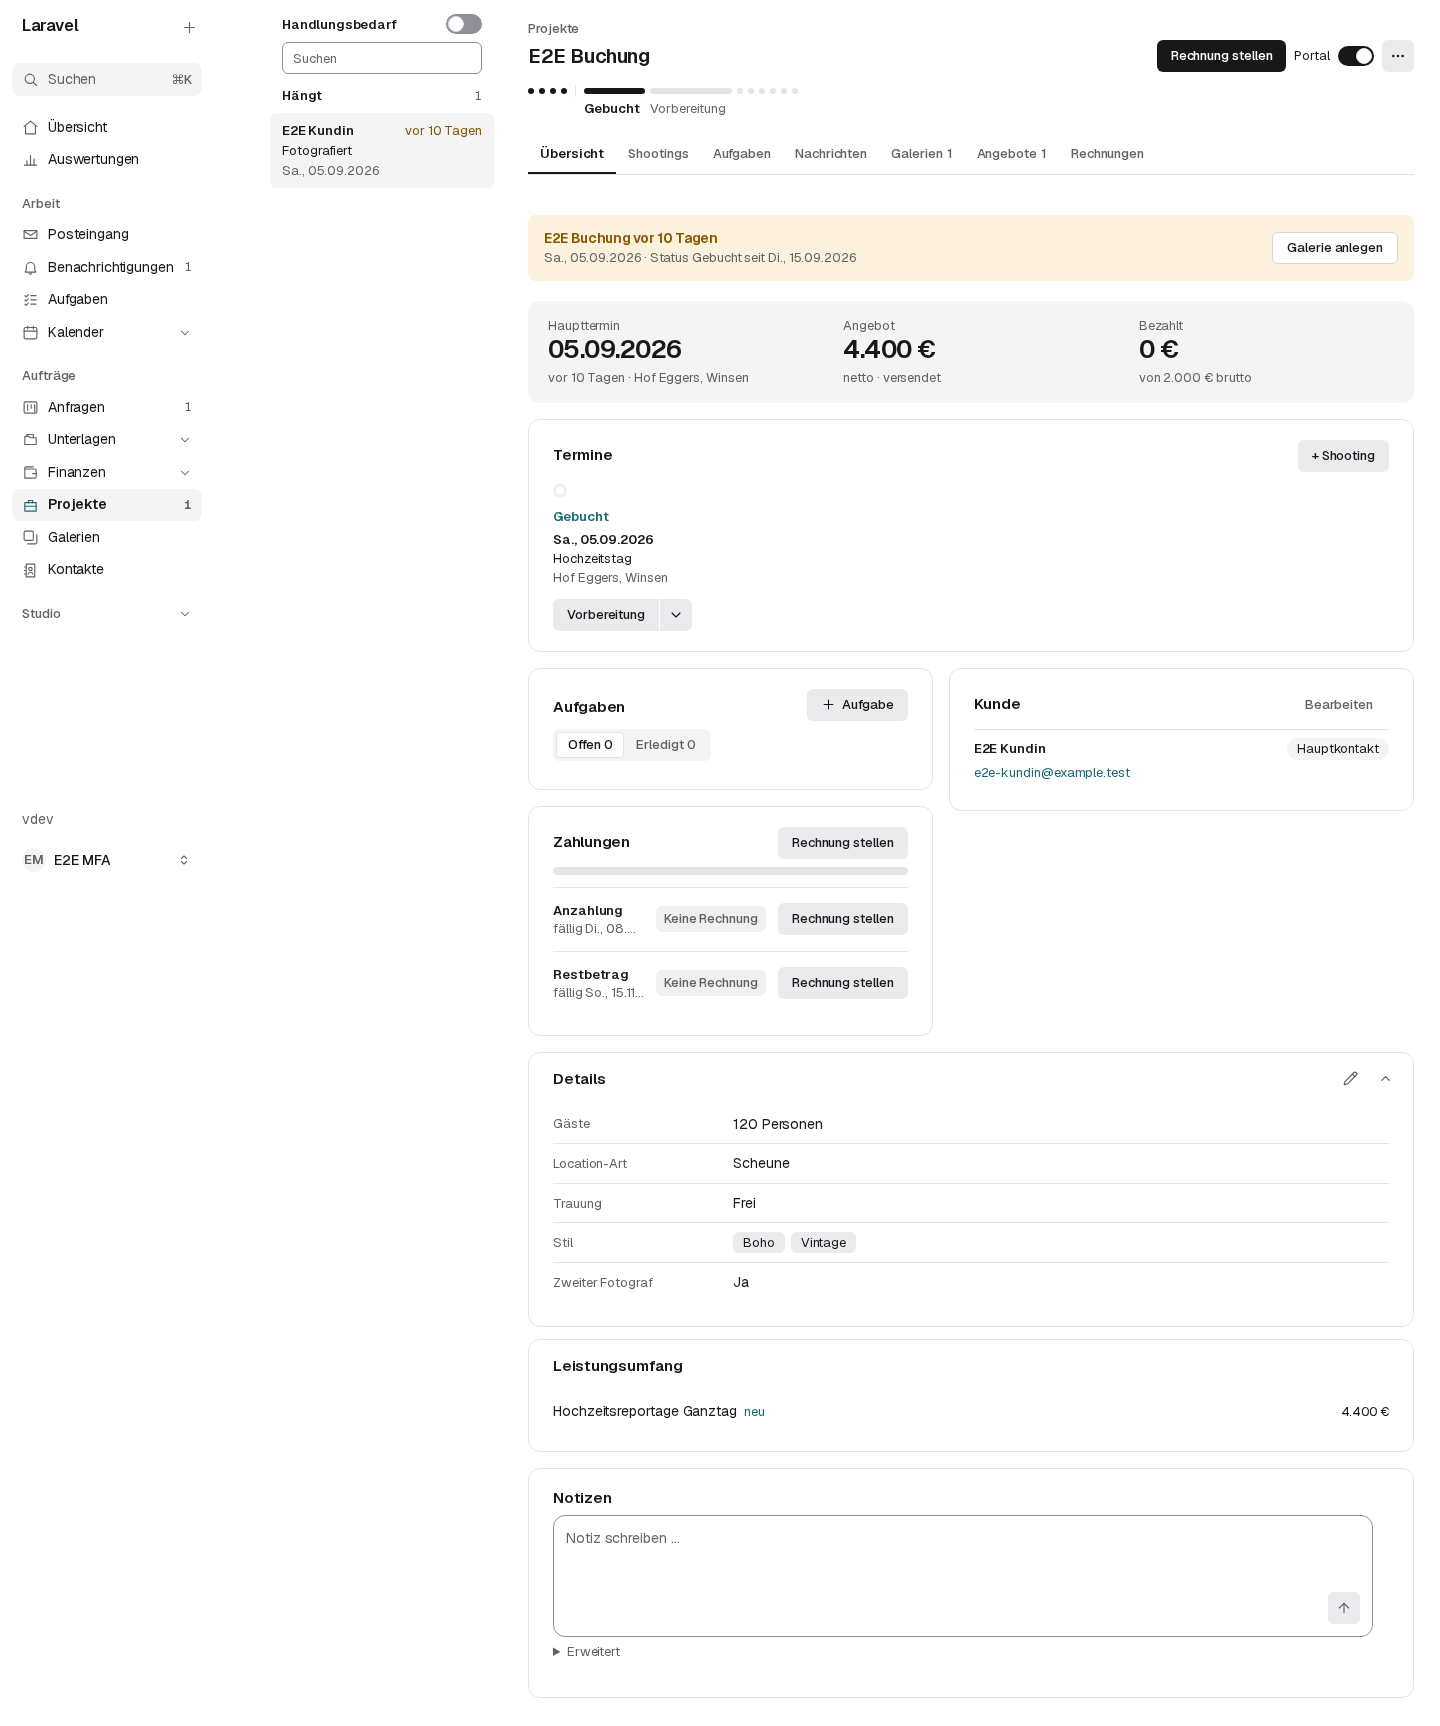 Laravel
Suchen ⌘K
Übersicht
Auswertungen
Arbeit
Posteingang
Benachrichtigungen 1
Aufgaben
Kalender
Aufträge
Anfragen 1
Unterlagen
Finanzen
Projekte 1
Galerien
Kontakte
Studio
vdev
EM E2E MFA
Handlungsbedarf
Suchen
Hängt 1
E2E Kundin vor 10 Tagen
Fotografiert
Sa., 05.09.2026
Projekte
E2E Buchung
Rechnung stellen Portal
Gebucht Vorbereitung
Übersicht Shootings Aufgaben Nachrichten Galerien 1 Angebote 1 Rechnungen
E2E Buchung vor 10 Tagen
Sa., 05.09.2026 · Status Gebucht seit Di., 15.09.2026
Galerie anlegen
Haupttermin
05.09.2026
vor 10 Tagen · Hof Eggers, Winsen
Angebot
4.400 €
netto · versendet
Bezahlt
0 €
von 2.000 € brutto
Termine
+ Shooting
Gebucht
Sa., 05.09.2026
Hochzeitstag
Hof Eggers, Winsen
Vorbereitung
Aufgaben
Aufgabe
Offen 0 Erledigt 0
Kunde
Bearbeiten
E2E Kundin
Hauptkontakt
e2e-kundin@example.test
Zahlungen
Rechnung stellen
Anzahlung
fällig Di., 08....
Keine Rechnung
Rechnung stellen
Restbetrag
fällig So., 15.11...
Keine Rechnung
Rechnung stellen
Details
Gäste 120 Personen
Location-Art Scheune
Trauung Frei
Stil Boho Vintage
Zweiter Fotograf Ja
Leistungsumfang
Hochzeitsreportage Ganztag neu 4.400 €
Notizen
Notiz schreiben ...
Erweitert